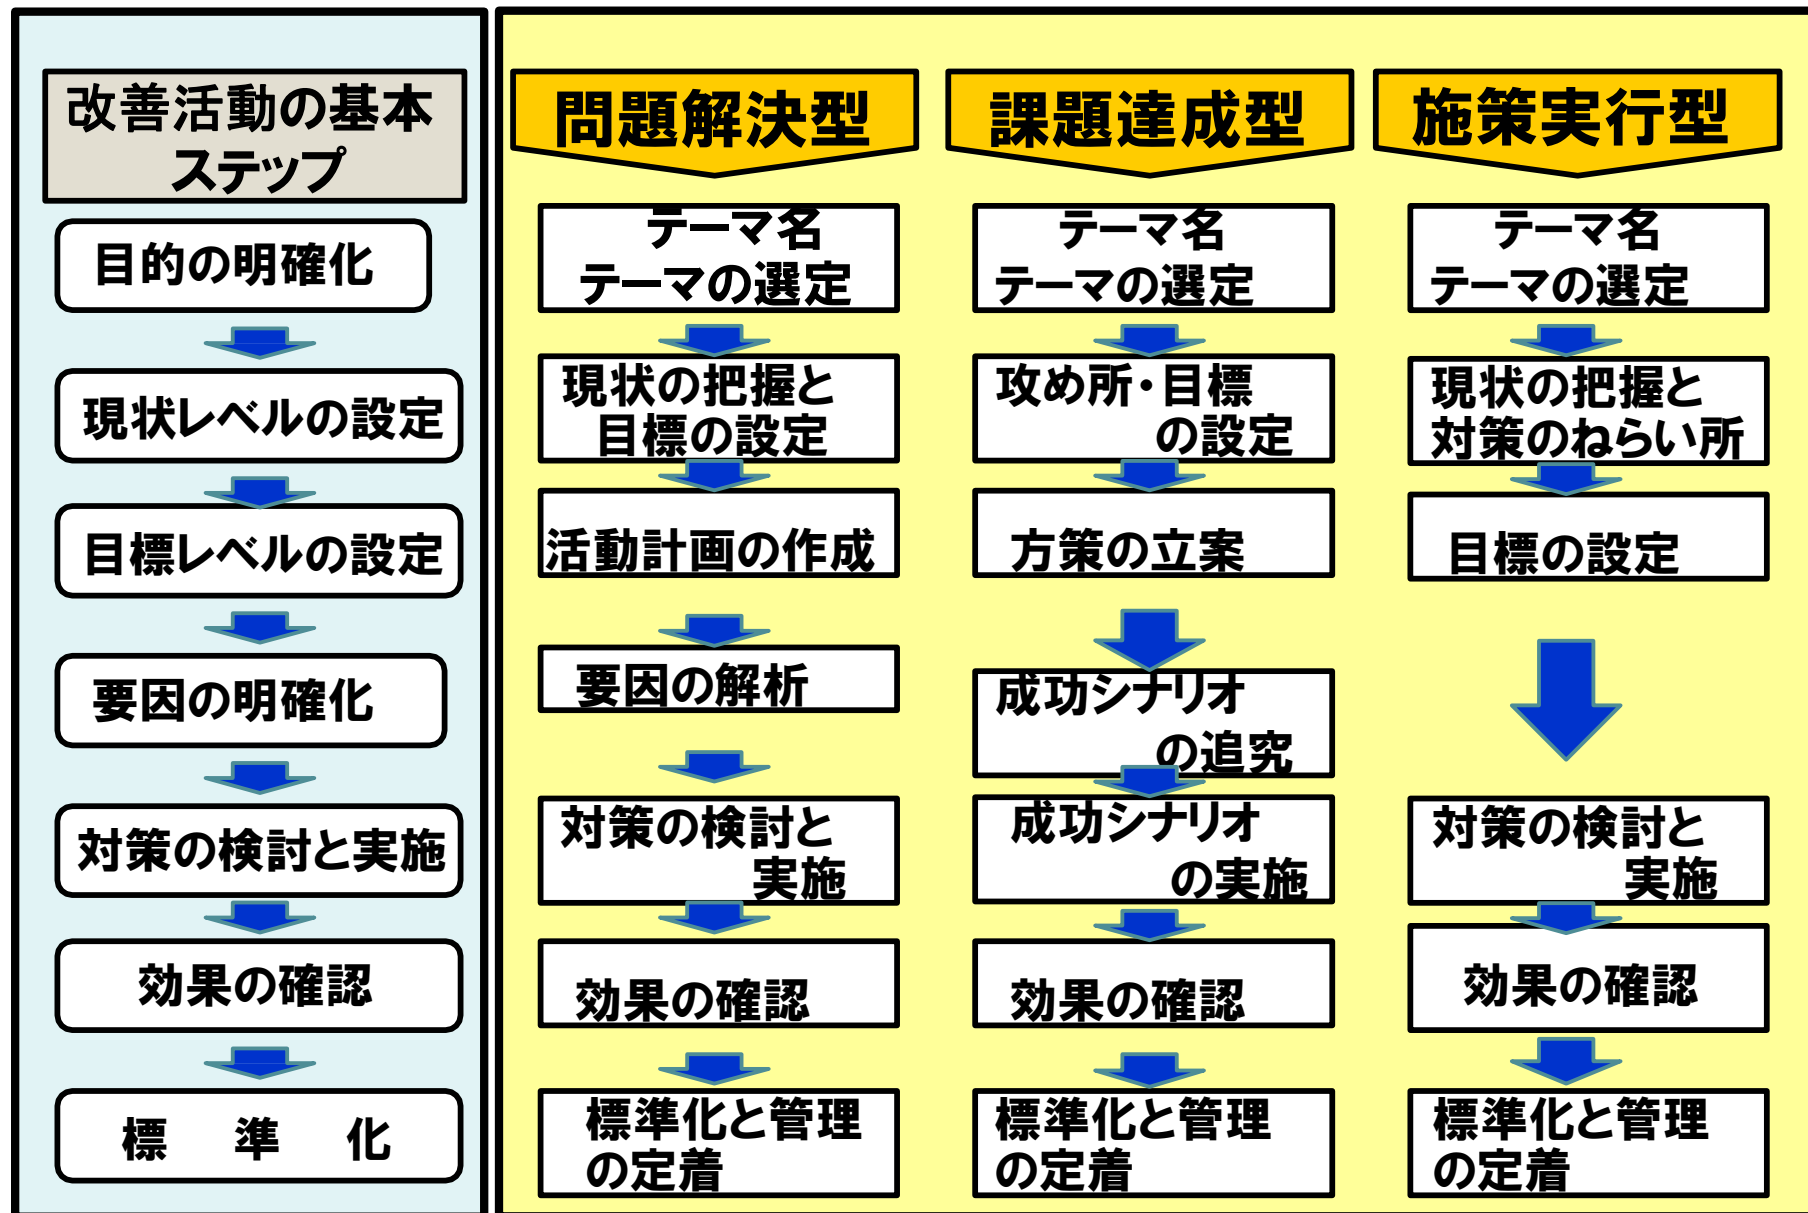 改善活動の基本
ステップ
目的の明確化
現状レベルの設定
目標レベルの設定
要因の明確化
対策の検討と実施
効果の確認
標　準　化
問題解決型
テーマ名
テーマの選定
現状の把握と
目標の設定
活動計画の作成
要因の解析
対策の検討と
実施
効果の確認
標準化と管理
の定着
課題達成型
テーマ名
テーマの選定
攻め所・目標
の設定
方策の立案
成功シナリオ
の追究
成功シナリオ
の実施
効果の確認
標準化と管理
の定着
施策実行型
テーマ名
テーマの選定
現状の把握と
対策のねらい所
目標の設定
対策の検討と
実施
効果の確認
標準化と管理
の定着